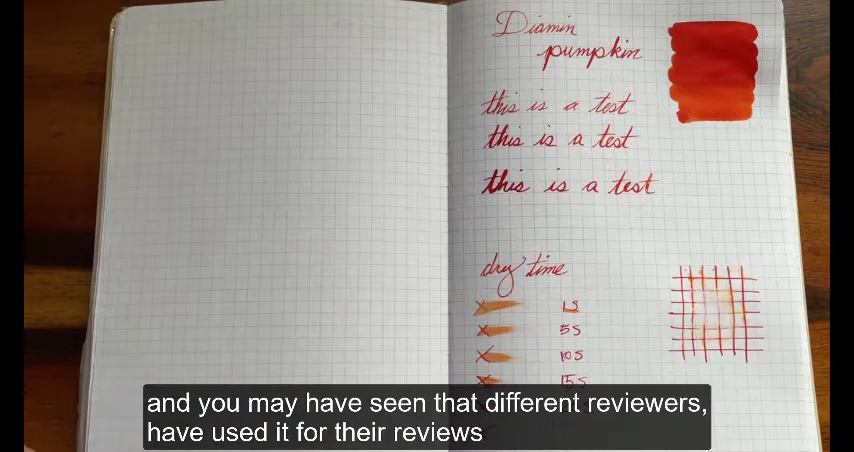 Diamin
pumpkin
this is a test
this is a test
this is a test
dry time
x 1s
x 5s
x 10s
x 15s
and you may have seen that different reviewers,
have used it for their reviews